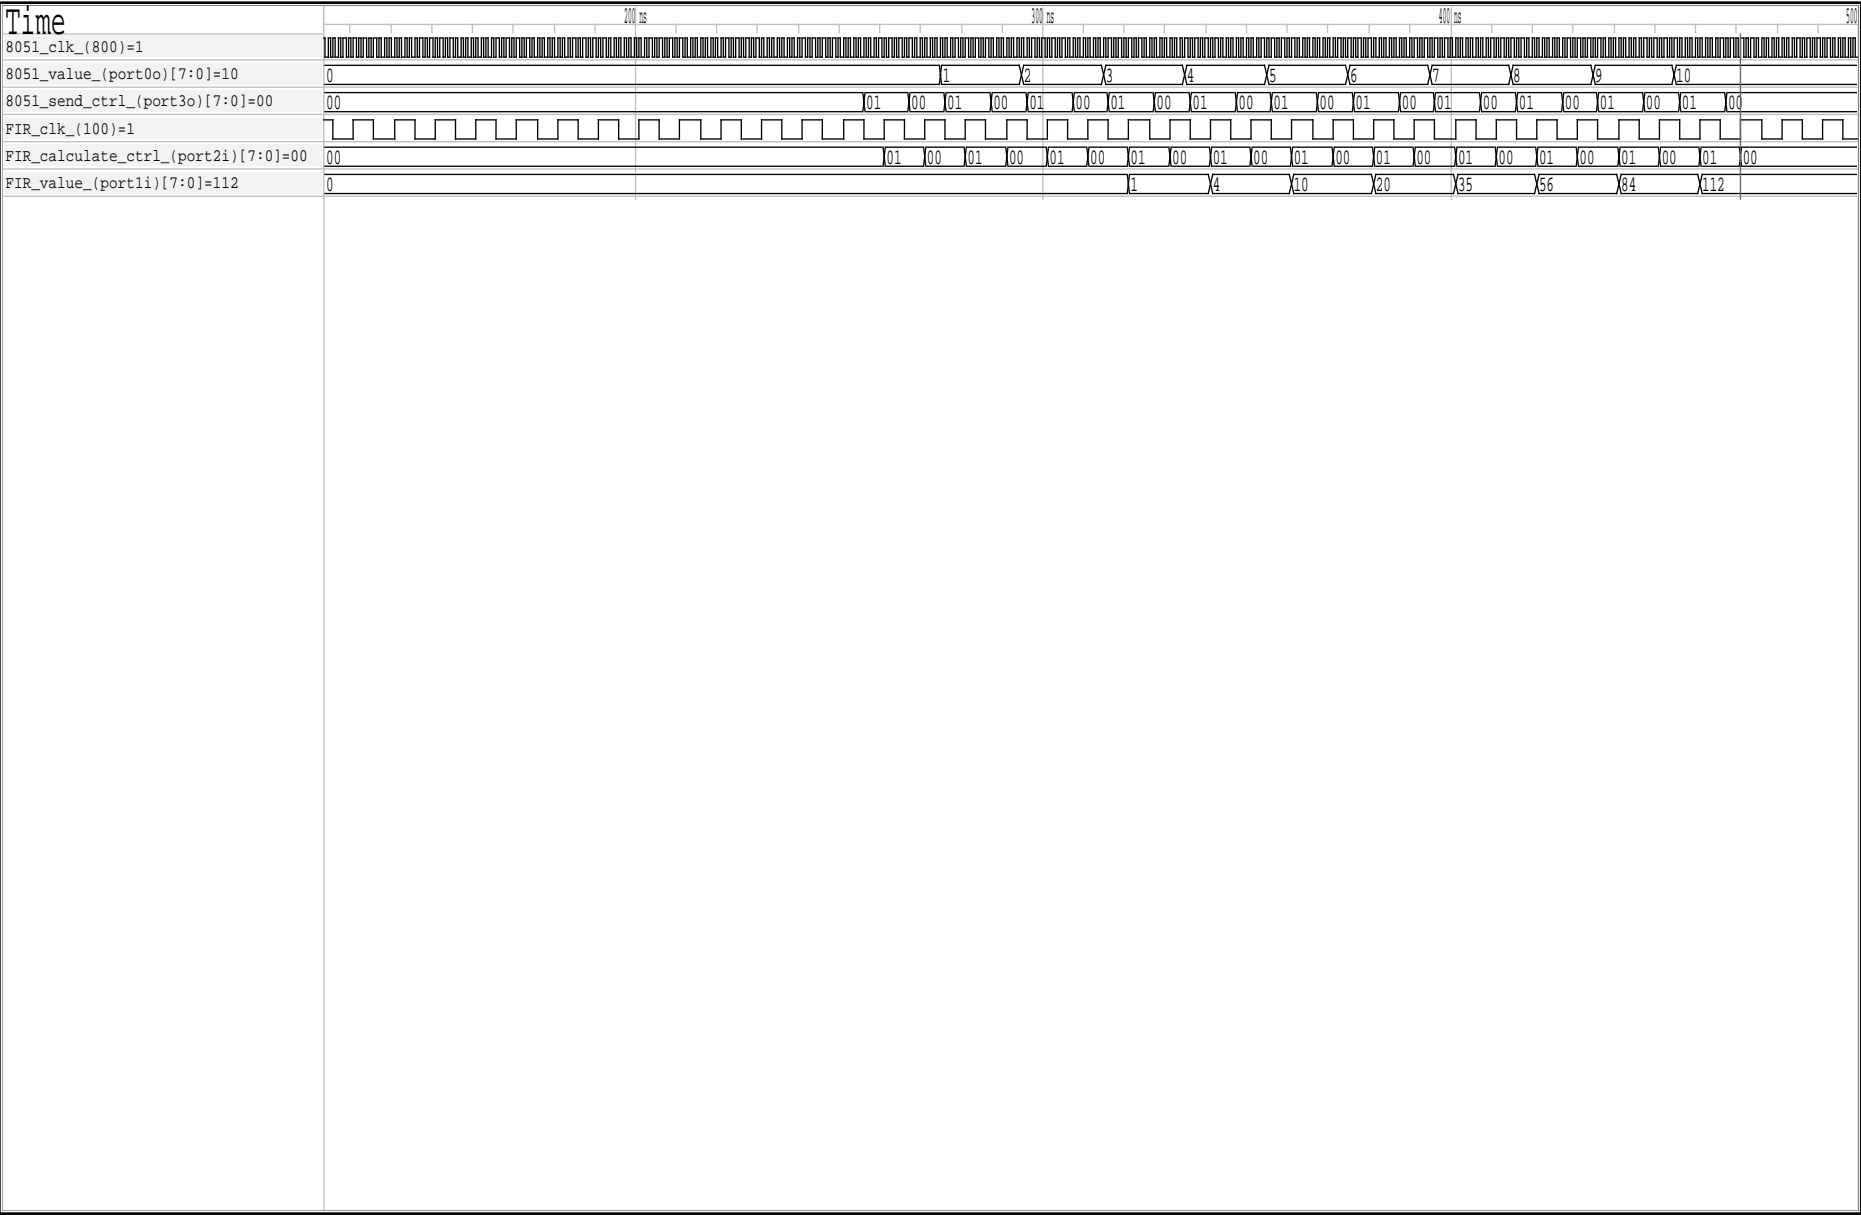 Time
200 ns 300 ns 400 ns 500
8051_clk_(800)=1
8051_value_(port0o)[7:0]=10 0 1 2 3 4 5 6 7 8 9 10
8051_send_ctrl_(port3o)[7:0]=00 00 01 00 01 00 01 00 01 00 01 00 01 00 01 00 01 00 01 00 01 00 01 00
FIR_clk_(100)=1
FIR_calculate_ctrl_(port2i)[7:0]=00 00 01 00 01 00 01 00 01 00 01 00 01 00 01 00 01 00 01 00 01 00 01 00
FIR_value_(port1i)[7:0]=112 0 1 4 10 20 35 56 84 112